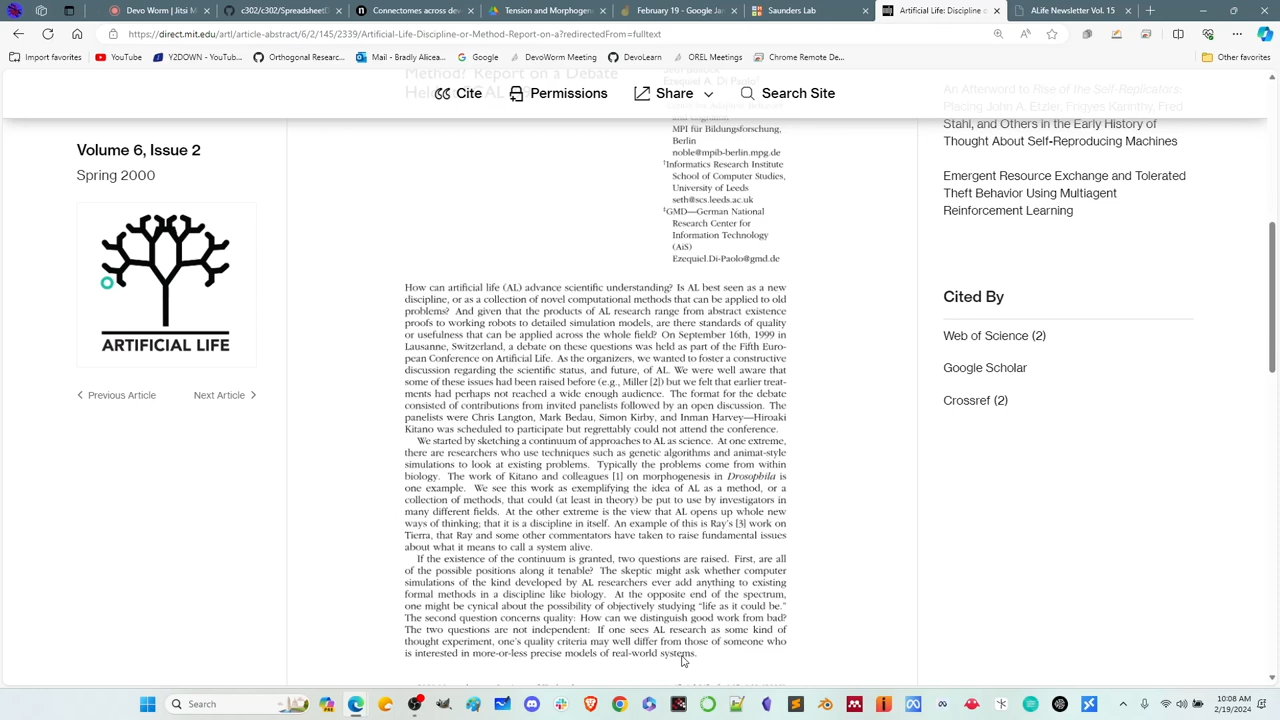 c302/c302/SpreadsheetI
Tension and Morpho...
Artificial Life — Disciplin
ArtSci Newsletter Vol. 15
https://direct.mit.edu/artl/article-abstract/6/2/145/2339/Artificial-Life-Discipline-or-Method-Report-on-a?redirectedFrom=fulltext
Import favorites
YouTube
Y2DOWN - YouTub...
Orthogonal Researc...
Mail - Bradly Alicea...
Google
DevoWorm Meeting
DevoLearn
OREL Meetings
Chrome Remote De...
Other favorites
Method? Report on a Debate
Cite
Permissions
Share
Search Site
Ezequiel A. Di Paolo‡
and Cognition
MPI für Bildungsforschung,
Berlin
noble@mpib-berlin.mpg.de
†Informatics Research Institute
School of Computer Studies,
University of Leeds
seth@scs.leeds.ac.uk
‡GMD—German National
Research Center for
Information Technology
(AiS)
Ezequiel.Di-Paolo@gmd.de
Volume 6, Issue 2
Spring 2000
ARTIFICIAL LIFE
Previous Article
Next Article
How can artificial life (AL) advance scientific understanding? Is AL best seen as a new
discipline, or as a collection of novel computational methods that can be applied to old
problems? And given that the products of AL research range from abstract existence
proofs to working robots to detailed simulation models, are there standards of quality
or usefulness that can be applied across the whole field? On September 16th, 1999 in
Lausanne, Switzerland, a debate on these questions was held as part of the Fifth Euro-
pean Conference on Artificial Life. As the organizers, we wanted to foster a constructive
discussion regarding the scientific status, and future, of AL. We were well aware that
some of these issues had been raised before (e.g., Miller [2]) but we felt that earlier treat-
ments had perhaps not reached a wide enough audience. The format for the debate
consisted of contributions from invited panelists followed by an open discussion. The
panelists were Chris Langton, Mark Bedau, Simon Kirby, and Inman Harvey—Hiroaki
Kitano was scheduled to participate but regrettably could not attend the conference.
We started by sketching a continuum of approaches to AL as science. At one extreme,
there are researchers who use techniques such as genetic algorithms and animat-style
simulations to look at existing problems. Typically the problems come from within
biology. The work of Kitano and colleagues [1] on morphogenesis in Drosophila is
one example. We see this work as exemplifying the idea of AL as a method, or a
collection of methods, that could (at least in theory) be put to use by investigators in
many different fields. At the other extreme is the view that AL opens up whole new
ways of thinking; that it is a discipline in itself. An example of this is Ray's [3] work on
Tierra, that Ray and some other commentators have taken to raise fundamental issues
about what it means to call a system alive.
If the existence of the continuum is granted, two questions are raised. First, are all
of the possible positions along it tenable? The skeptic might ask whether computer
simulations of the kind developed by AL researchers ever add anything to existing
formal methods in a discipline like biology. At the opposite end of the spectrum,
one might be cynical about the possibility of objectively studying "life as it could be."
The second question concerns quality: How can we distinguish good work from bad?
The two questions are not independent: If one sees AL research as some kind of
thought experiment, one's quality criteria may well differ from those of someone who
is interested in more-or-less precise models of real-world systems.
An Afterword to Rise of the Self-Replicators:
Placing John A. Etzler, Frigyes Karinthy, Fred
Stahl, and Others in the Early History of
Thought About Self-Reproducing Machines
Emergent Resource Exchange and Tolerated
Theft Behavior Using Multiagent
Reinforcement Learning
Cited By
Web of Science (2)
Google Scholar
Crossref (2)
Search
10:08 AM
2/19/2024